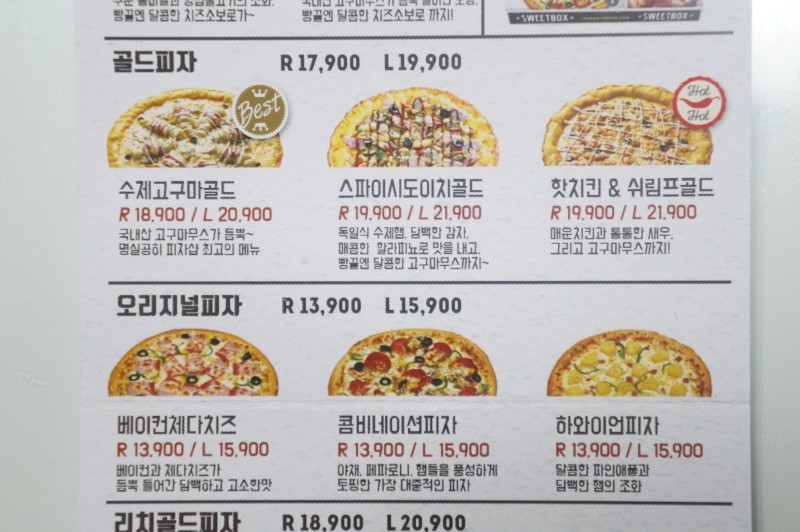 빵끝엔 달콤한 치즈소보로가~
빵끝엔 달콤한 치즈소보로 까지!
SWEETBOX SWEETBOX
골드피자 R 17,900 L 19,900
Best
Hot
Hot
수제고구마골드
R 18,900 / L 20,900
국내산 고구마무스가 듬뿍~
명실공히 피자샵 최고의 메뉴
스파이시도이치골드
R 19,900 / L 21,900
독일식 수제햄, 담백한 감자,
매콤한 할라피뇨로 맛을 내고,
빵끝엔 달콤한 고구마무스까지~
핫치킨 & 쉬림프골드
R 19,900 / L 21,900
매운치킨과 통통한 새우,
그리고 고구마무스까지!
오리지널피자 R 13,900 L 15,900
베이컨체다치즈
R 13,900 / L 15,900
베이컨과 체다치즈가
듬뿍 들어간 담백하고 고소한맛
콤비네이션피자
R 13,900 / L 15,900
야채, 페파로니, 햄들을 풍성하게
토핑한 가장 대중적인 피자
하와이언피자
R 13,900 / L 15,900
달콤한 파인애플과
담백한 햄의 조화
리치골드피자 R 18,900 L 20,900